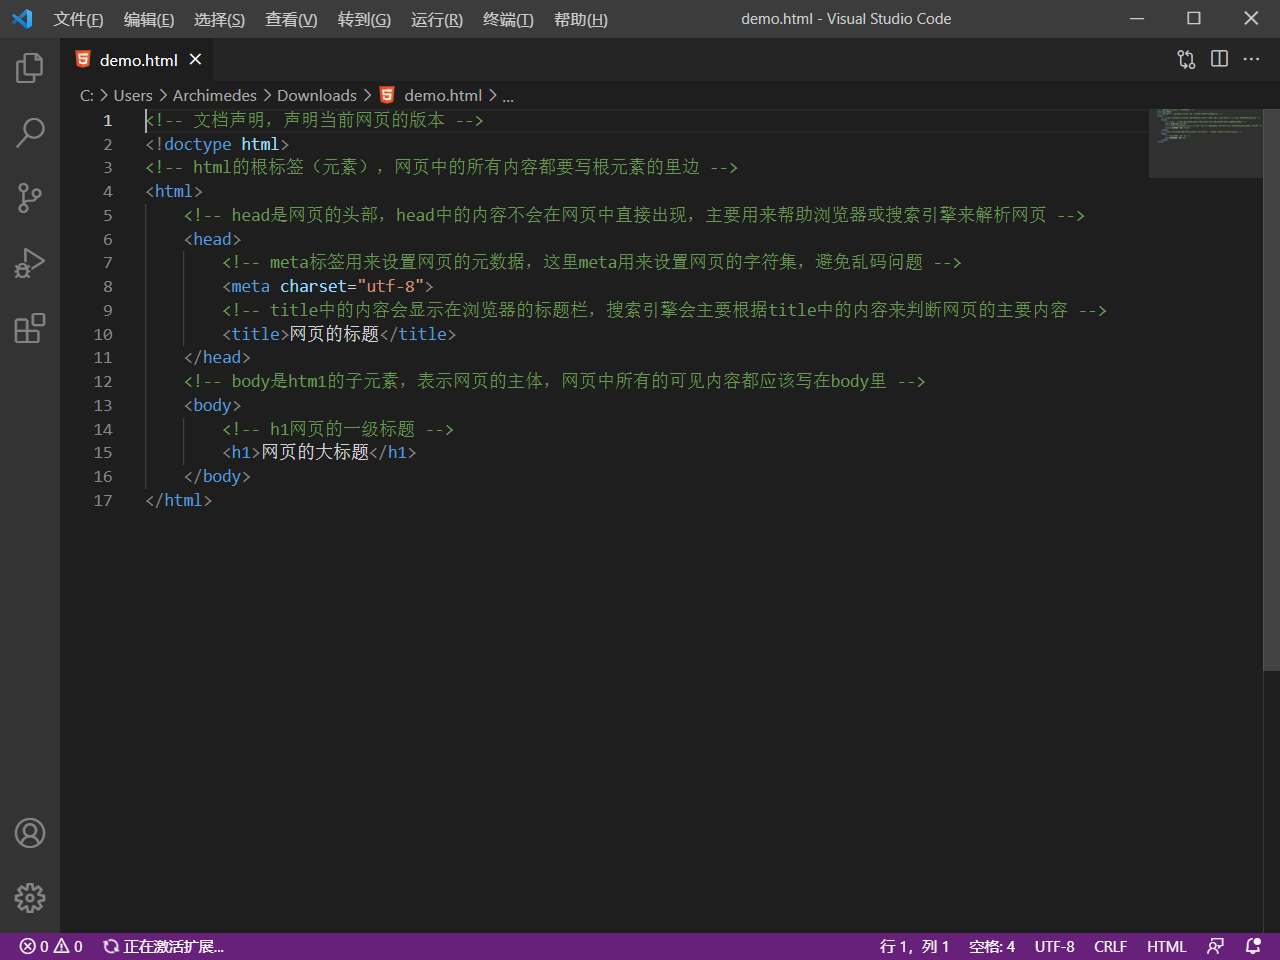 文件(F) 编辑(E) 选择(S) 查看(V) 转到(G) 运行(R) 终端(T) 帮助(H) demo.html - Visual Studio Code
demo.html
C: > Users > Archimedes > Downloads > demo.html > ...
1 <!-- 文档声明，声明当前网页的版本 -->
2 <!doctype html>
3 <!-- html的根标签（元素），网页中的所有内容都要写根元素的里边 -->
4 <html>
5 <!-- head是网页的头部，head中的内容不会在网页中直接出现，主要用来帮助浏览器或搜索引擎来解析网页 -->
6 <head>
7 <!-- meta标签用来设置网页的元数据，这里meta用来设置网页的字符集，避免乱码问题 -->
8 <meta charset="utf-8">
9 <!-- title中的内容会显示在浏览器的标题栏，搜索引擎会主要根据title中的内容来判断网页的主要内容 -->
10 <title>网页的标题</title>
11 </head>
12 <!-- body是htm1的子元素，表示网页的主体，网页中所有的可见内容都应该写在body里 -->
13 <body>
14 <!-- h1网页的一级标题 -->
15 <h1>网页的大标题</h1>
16 </body>
17 </html>
0 0 正在激活扩展... 行 1，列 1 空格: 4 UTF-8 CRLF HTML